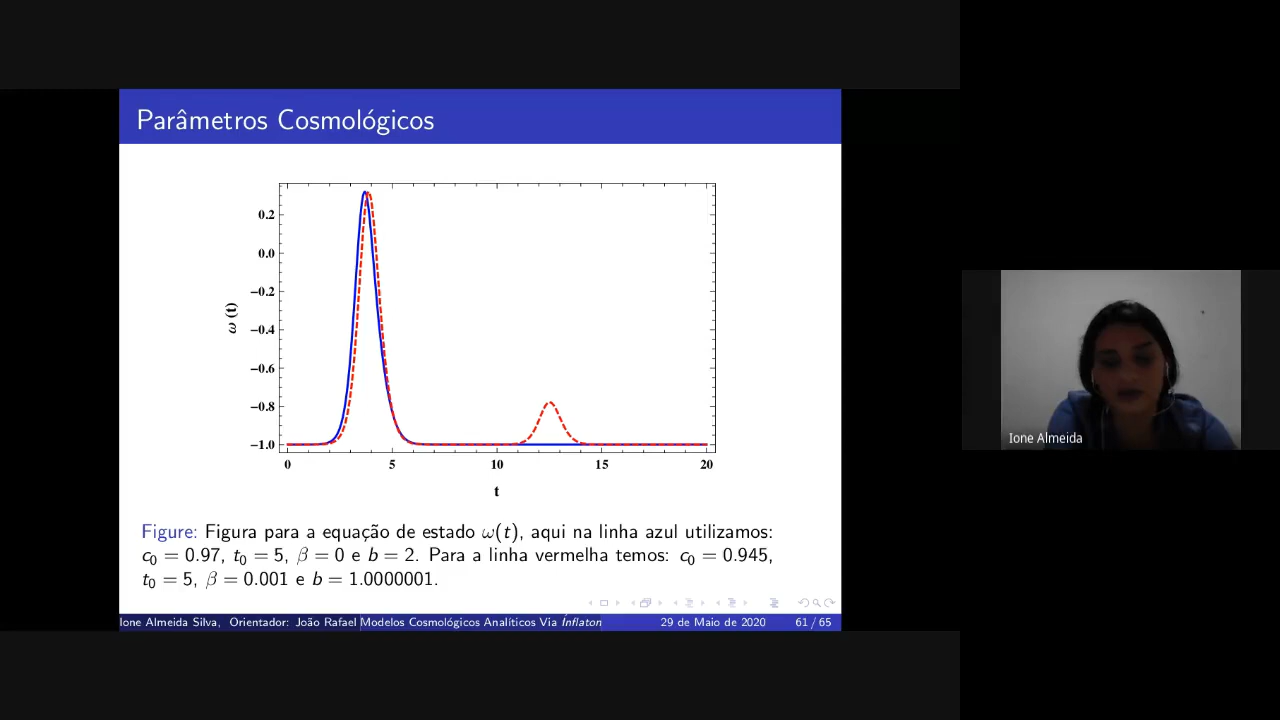 Parâmetros Cosmológicos
0.2
0.0
−0.2
−0.4
−0.6
−0.8
−1.0
ω (t)
0 5 10 15 20
t
Figure: Figura para a equação de estado ω(t), aqui na linha azul utilizamos:
c₀ = 0.97, t₀ = 5, β = 0 e b = 2. Para a linha vermelha temos: c₀ = 0.945,
t₀ = 5, β = 0.001 e b = 1.0000001.
Ione Almeida Silva, Orientador: João Rafael Modelos Cosmológicos Analíticos Via Inflaton 29 de Maio de 2020 61 / 65
Ione Almeida